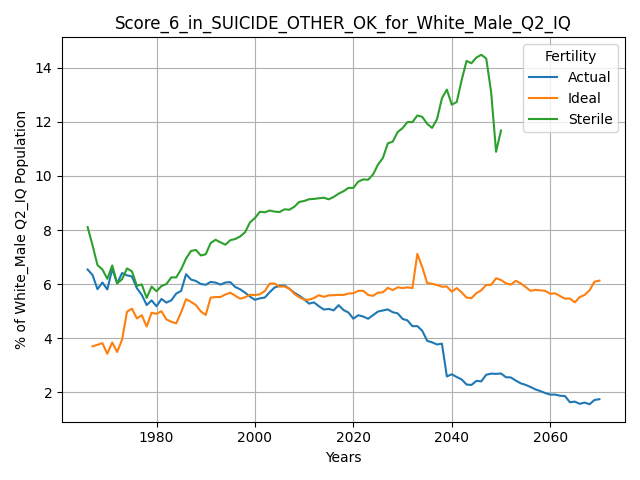 Score_6_in_SUICIDE_OTHER_OK_for_White_Male_Q2_IQ
Fertility
Actual
Ideal
Sterile
% of White_Male Q2_IQ Population
14
12
10
8
6
4
2
1980
2000
2020
2040
2060
Years